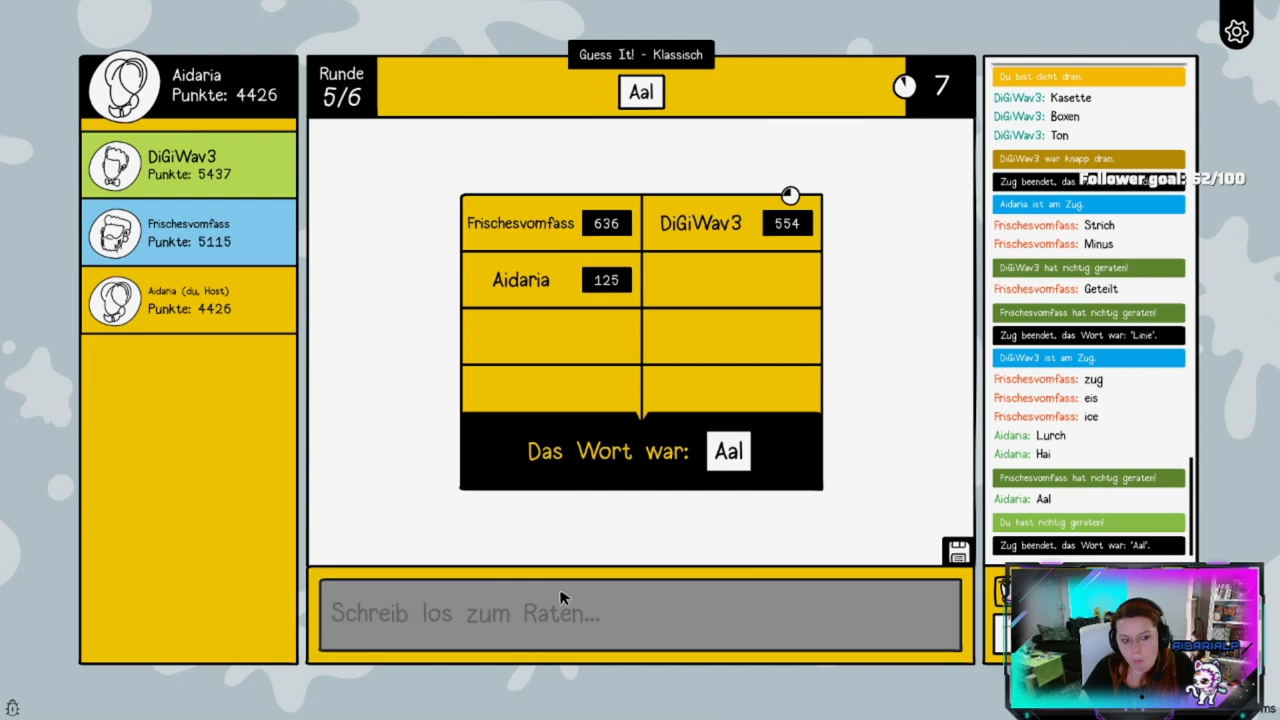 Guess It! - Klassisch
Aidaria
Punkte: 4426
DiGiWav3
Punkte: 5437
Frischesvomfass
Punkte: 5115
Aidaria (du, Host)
Punkte: 4426
Runde
5/6
Aal
7
Frischesvomfass 636
DiGiWav3 554
Aidaria 125
Das Wort war: Aal
Schreib los zum Raten...
Du bist dicht dran.
DiGiWav3: Kasette
DiGiWav3: Boxen
DiGiWav3: Ton
DiGiWav3 war knapp dran.
Zug beendet, das
Follower goal: 52/100
Aidaria ist am Zug.
Frischesvomfass: Strich
Frischesvomfass: Minus
DiGiWav3 hat richtig geraten!
Frischesvomfass: Geteilt
Frischesvomfass hat richtig geraten!
Zug beendet, das Wort war: 'Linie'.
DiGiWav3 ist am Zug.
Frischesvomfass: zug
Frischesvomfass: eis
Frischesvomfass: ice
Aidaria: Lurch
Aidaria: Hai
Frischesvomfass hat richtig geraten!
Aidaria: Aal
Du hast richtig geraten!
Zug beendet, das Wort war: 'Aal'.
AIDARIALP
ms